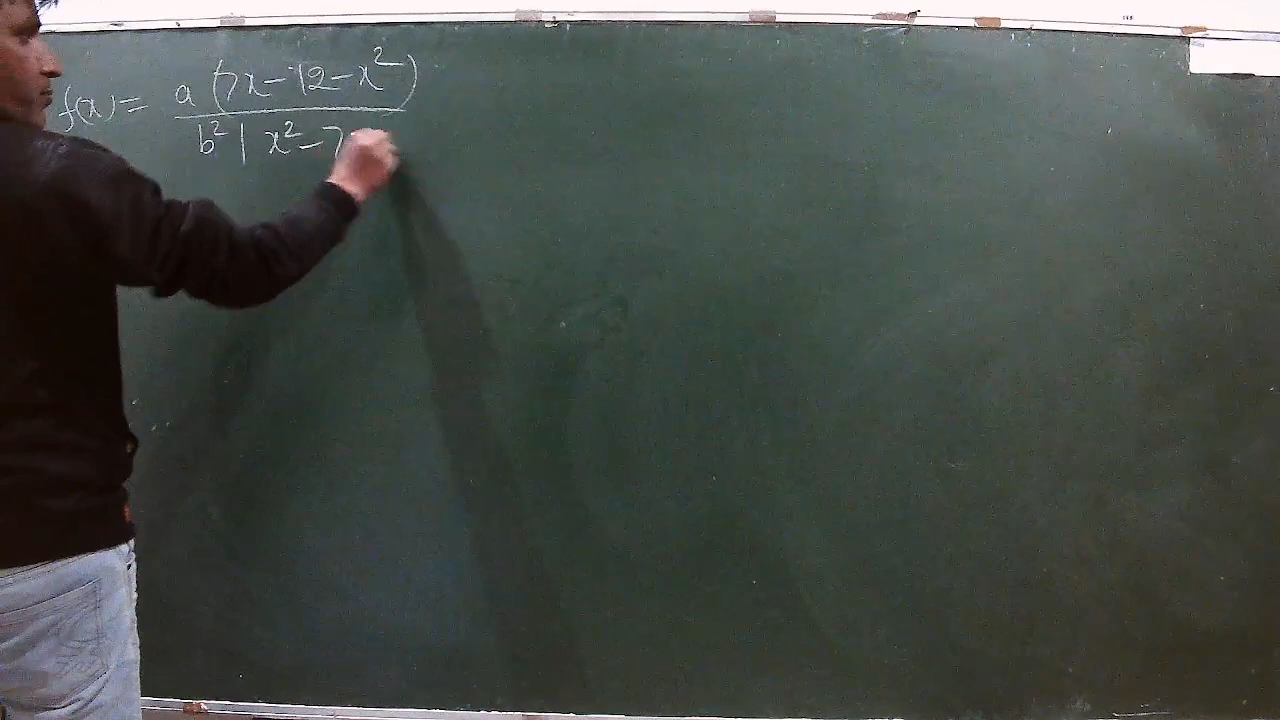 f(x) = a (7x - 12 - x²)
b² | x² - 7